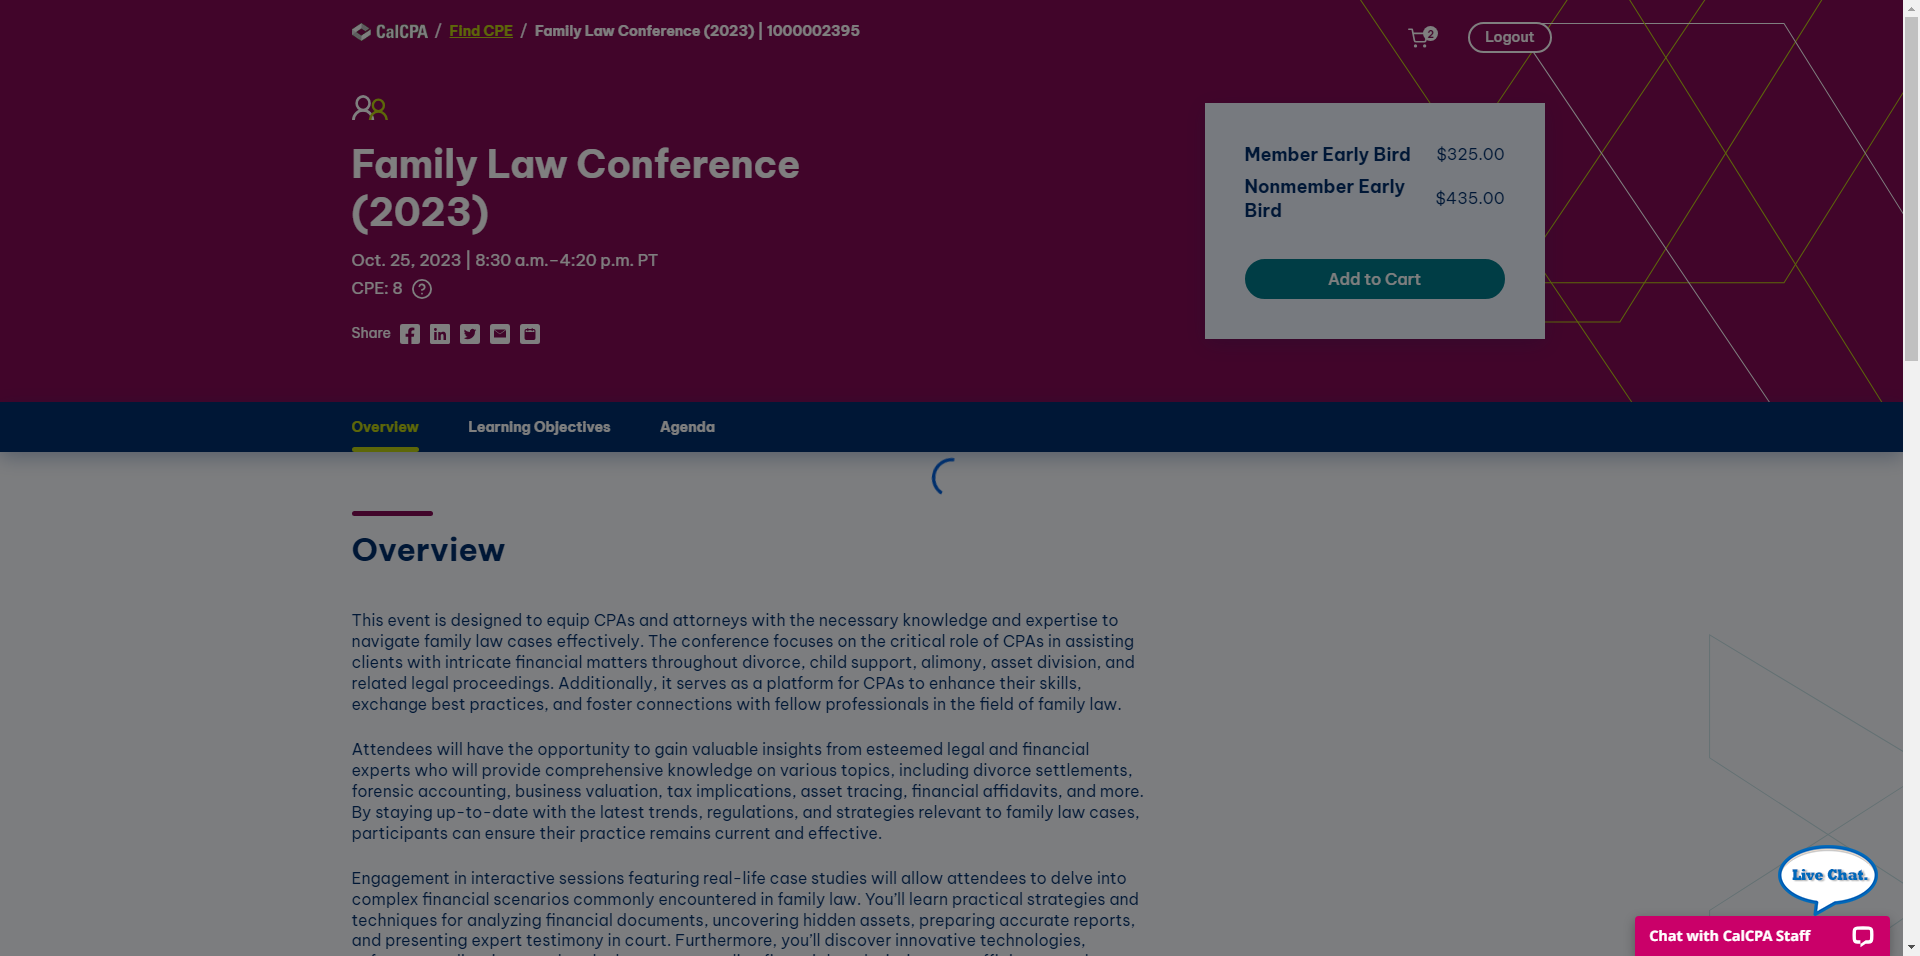 CalCPA / Find CPE / Family Law Conference (2023) | 1000002395
2
Logout
Family Law Conference
(2023)
Oct. 25, 2023 | 8:30 a.m.–4:20 p.m. PT
CPE: 8 ?
Share
Member Early Bird $325.00
Nonmember Early
Bird
$435.00
Add to Cart
Overview Learning Objectives Agenda
Overview
This event is designed to equip CPAs and attorneys with the necessary knowledge and expertise to
navigate family law cases effectively. The conference focuses on the critical role of CPAs in assisting
clients with intricate financial matters throughout divorce, child support, alimony, asset division, and
related legal proceedings. Additionally, it serves as a platform for CPAs to enhance their skills,
exchange best practices, and foster connections with fellow professionals in the field of family law.
Attendees will have the opportunity to gain valuable insights from esteemed legal and financial
experts who will provide comprehensive knowledge on various topics, including divorce settlements,
forensic accounting, business valuation, tax implications, asset tracing, financial affidavits, and more.
By staying up-to-date with the latest trends, regulations, and strategies relevant to family law cases,
participants can ensure their practice remains current and effective.
Engagement in interactive sessions featuring real-life case studies will allow attendees to delve into
complex financial scenarios commonly encountered in family law. You'll learn practical strategies and
techniques for analyzing financial documents, uncovering hidden assets, preparing accurate reports,
and presenting expert testimony in court. Furthermore, you'll discover innovative technologies,
Live Chat.
Chat with CalCPA Staff